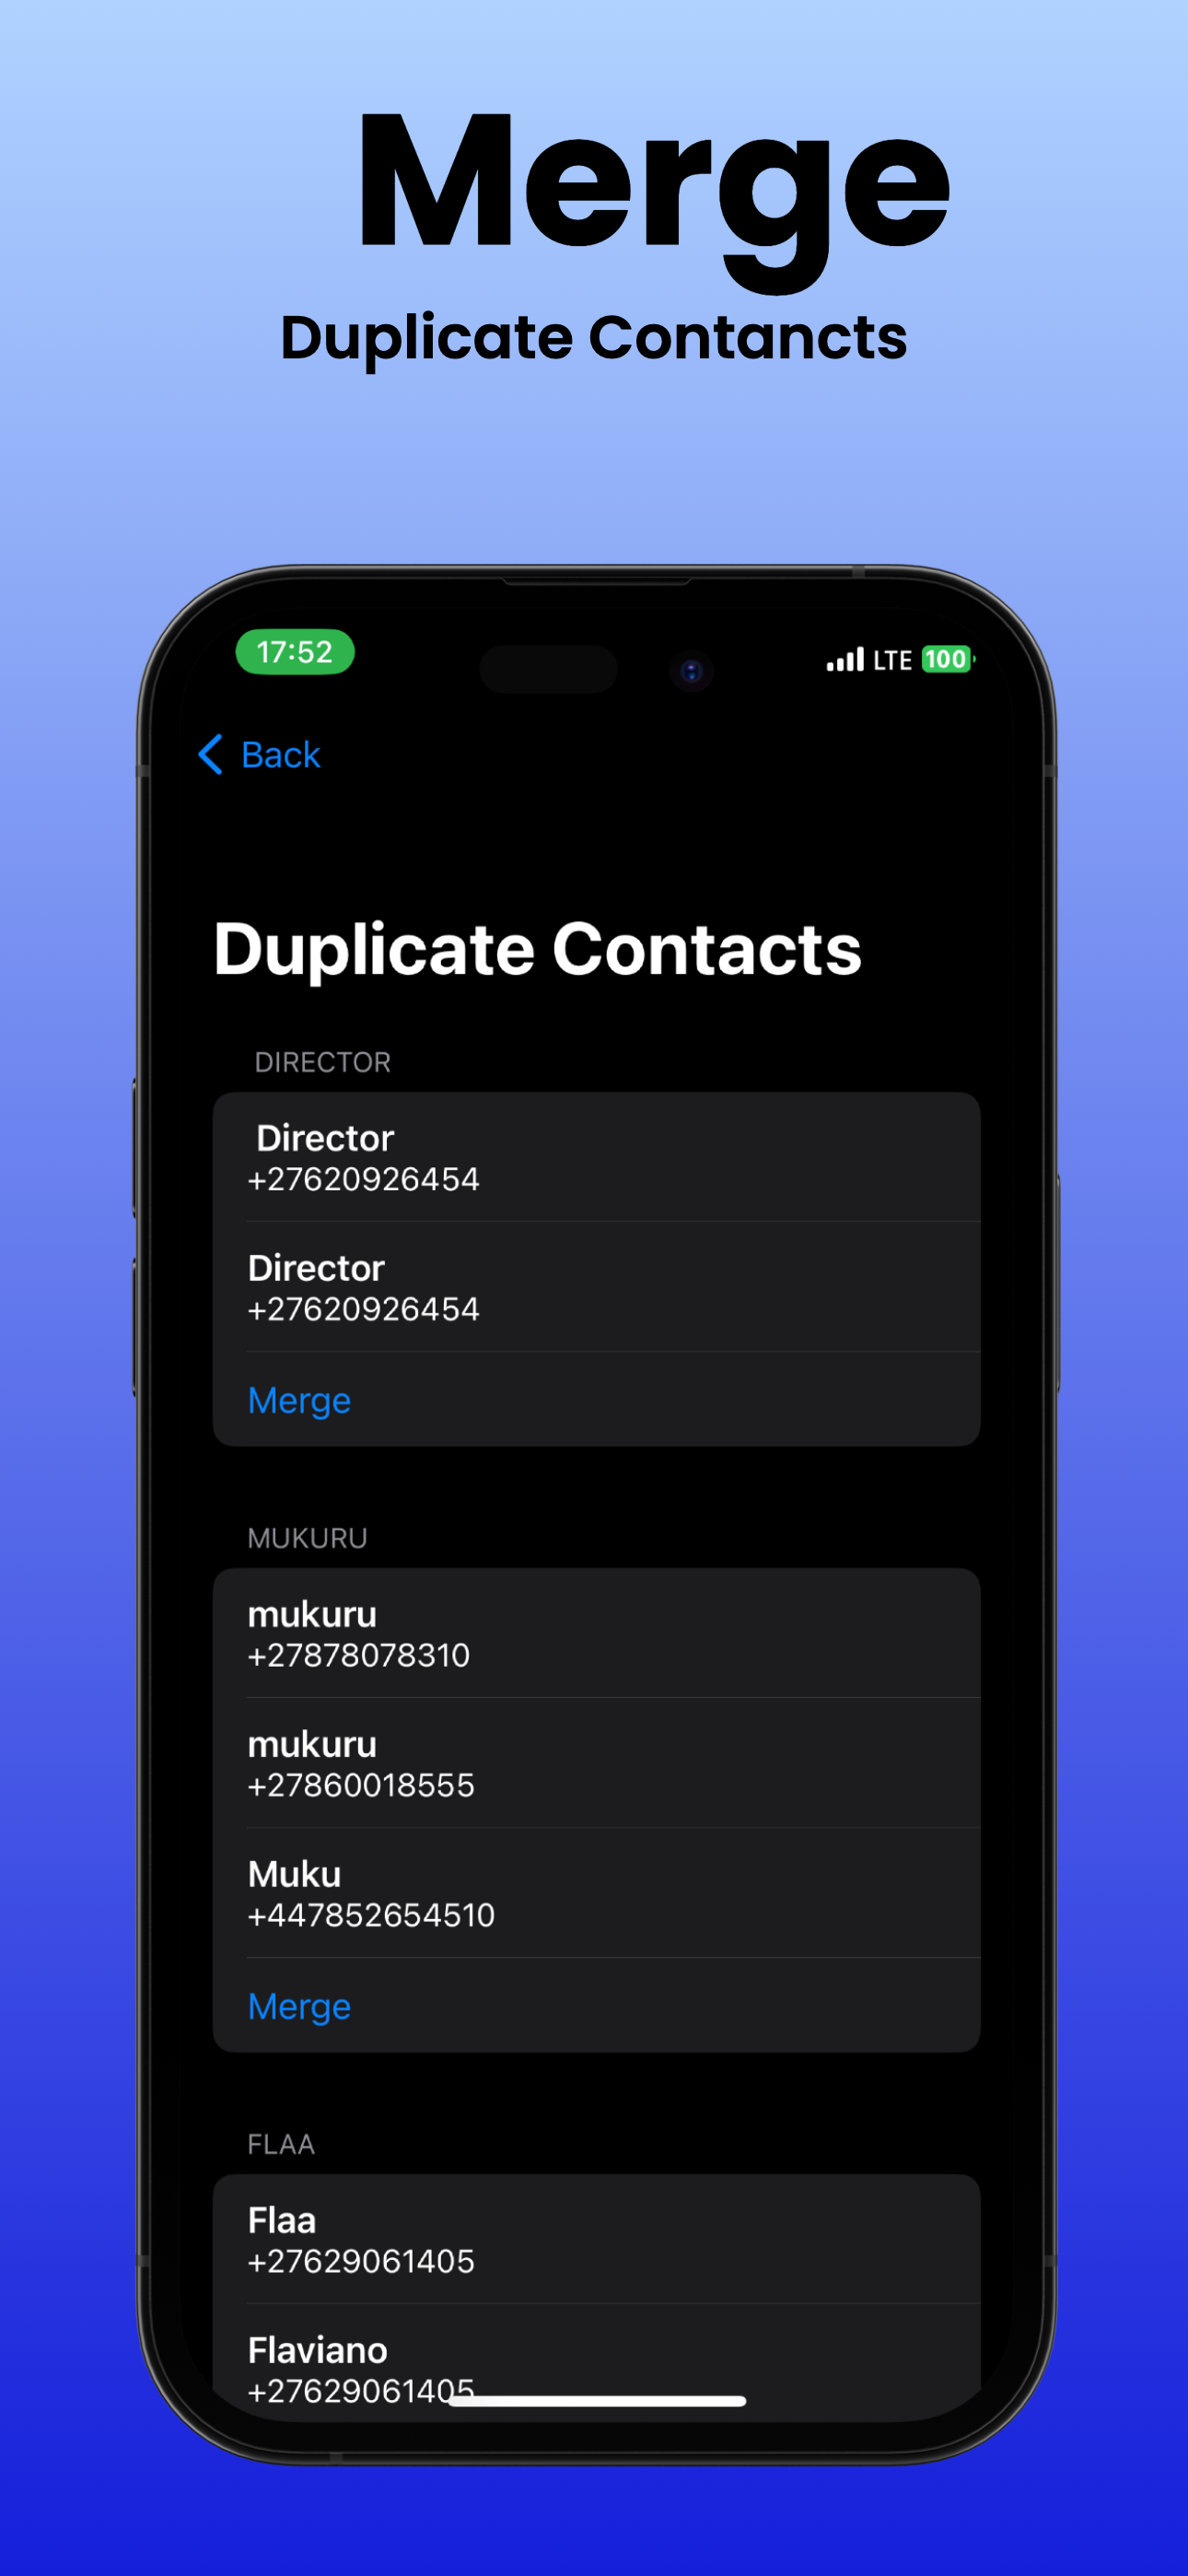 Merge
Duplicate Contancts
17:52
LTE 100
Back
Duplicate Contacts
DIRECTOR
Director
+27620926454
Director
+27620926454
Merge
MUKURU
mukuru
+27878078310
mukuru
+27860018555
Muku
+447852654510
Merge
FLAA
Flaa
+27629061405
Flaviano
+27629061405